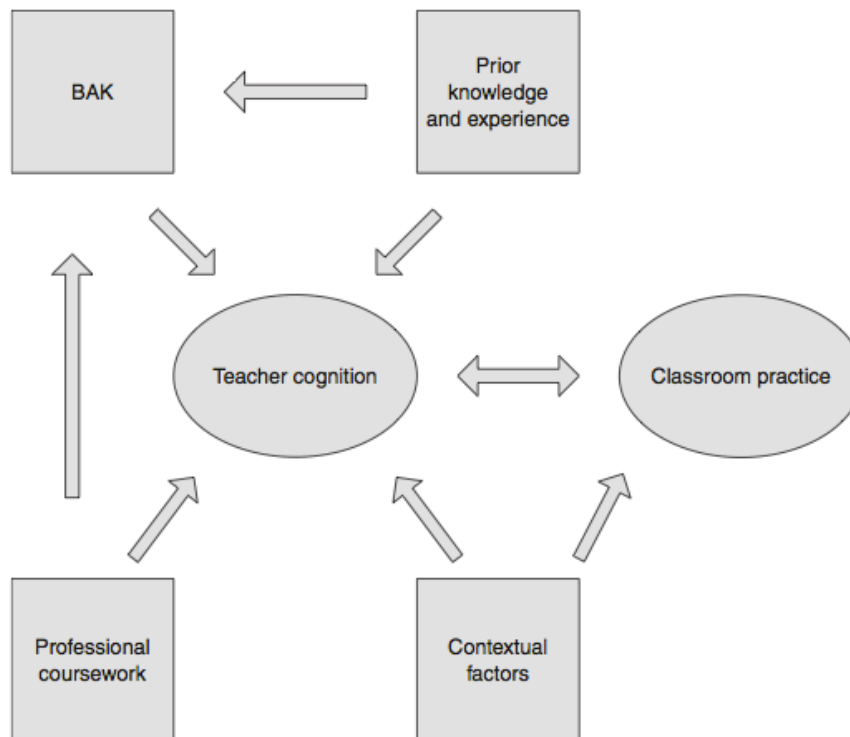 BAK
Prior
knowledge
and experience
Teacher cognition
Classroom practice
Professional
coursework
Contextual
factors